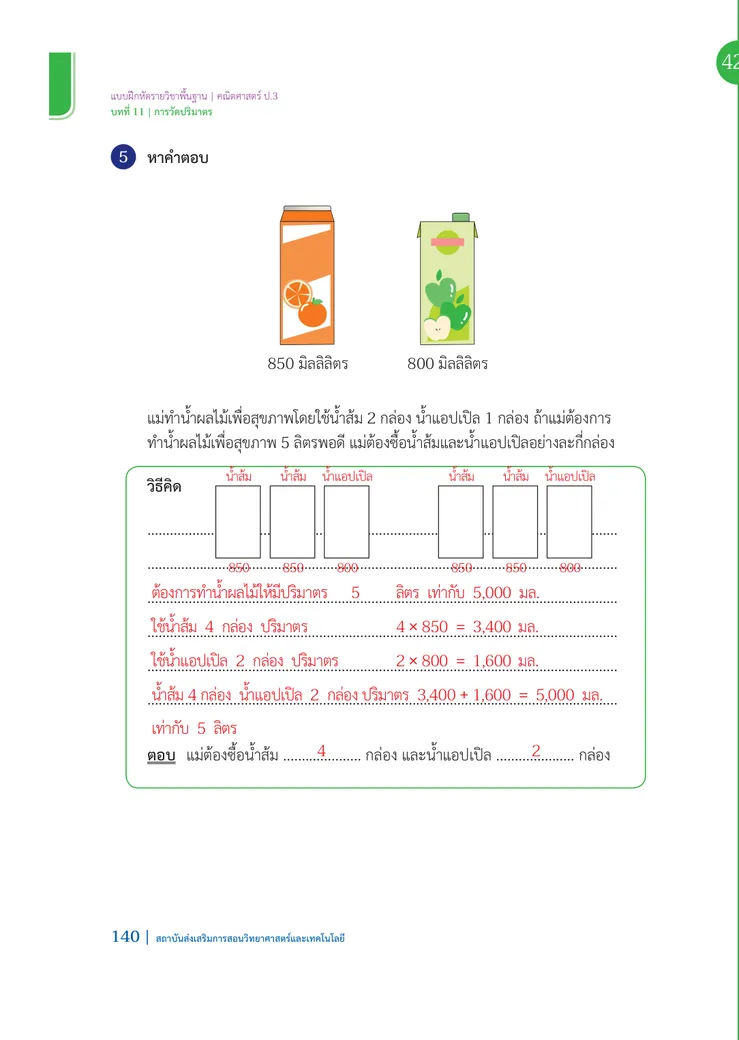 42
แบบฝึกหัดรายวิชาพื้นฐาน | คณิตศาสตร์ ป.3
บทที่ 11 | การวัดปริมาตร
5 หาคำตอบ
850 มิลลิลิตร 800 มิลลิลิตร
แม่ทำน้ำผลไม้เพื่อสุขภาพโดยใช้น้ำส้ม 2 กล่อง น้ำแอปเปิล 1 กล่อง ถ้าแม่ต้องการ
ทำน้ำผลไม้เพื่อสุขภาพ 5 ลิตรพอดี แม่ต้องซื้อน้ำส้มและน้ำแอปเปิลอย่างละกี่กล่อง
วิธีคิด น้ำส้ม น้ำส้ม น้ำแอปเปิล น้ำส้ม น้ำส้ม น้ำแอปเปิล
850 850 800 850 850 800
ต้องการทำน้ำผลไม้ให้มีปริมาตร 5 ลิตร เท่ากับ 5,000 มล.
ใช้น้ำส้ม 4 กล่อง ปริมาตร 4 × 850 = 3,400 มล.
ใช้น้ำแอปเปิล 2 กล่อง ปริมาตร 2 × 800 = 1,600 มล.
น้ำส้ม 4 กล่อง น้ำแอปเปิล 2 กล่อง ปริมาตร 3,400 + 1,600 = 5,000 มล.
เท่ากับ 5 ลิตร
ตอบ แม่ต้องซื้อน้ำส้ม ..........4.......... กล่อง และน้ำแอปเปิล ..........2.......... กล่อง
140 | สถาบันส่งเสริมการสอนวิทยาศาสตร์และเทคโนโลยี